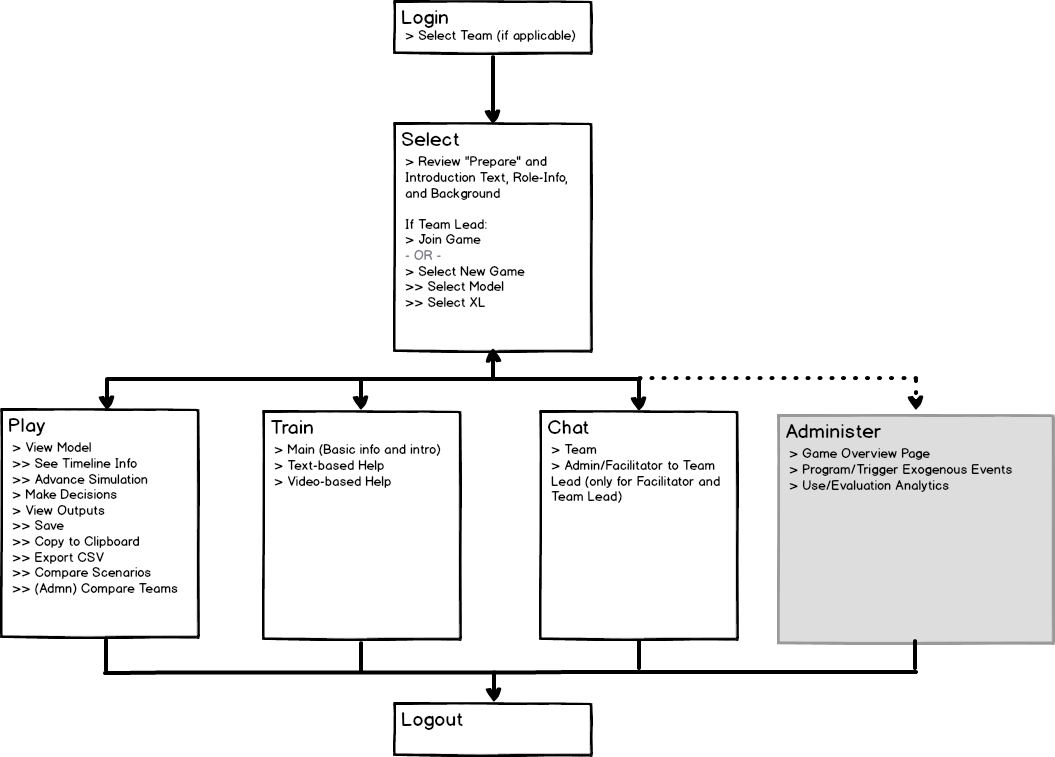 Login
> Select Team (if applicable)
Select
> Review "Prepare" and
Introduction Text, Role-Info,
and Background
If Team Lead:
> Join Game
- OR -
> Select New Game
>> Select Model
>> Select XL
Play
> View Model
>> See Timeline Info
>> Advance Simulation
> Make Decisions
> View Outputs
>> Save
>> Copy to Clipboard
>> Export CSV
>> Compare Scenarios
>> (Admn) Compare Teams
Train
> Main (Basic info and intro)
> Text-based Help
> Video-based Help
Chat
> Team
> Admin/Facilitator to Team
Lead (only for Facilitator and
Team Lead)
Administer
> Game Overview Page
> Program/Trigger Exogenous Events
> Use/Evaluation Analytics
Logout